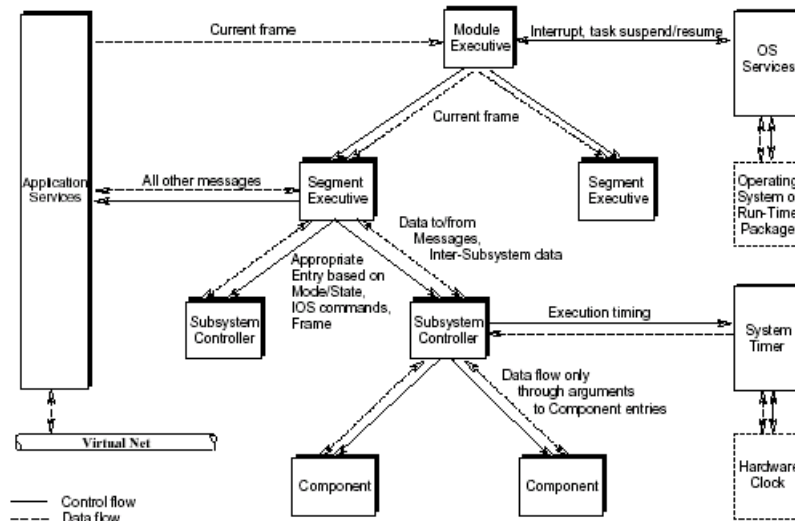 Current frame
Module
Executive
Interrupt, task suspend/resume
OS
Services
Current frame
Application
Services
All other messages
Segment
Executive
Segment
Executive
Operating
System or
Run-Time
Package
Data to/from
Messages,
Inter-Subsystem data
Appropriate
Entry based on
Mode/State,
IOS commands,
Frame
Subsystem
Controller
Subsystem
Controller
Execution timing
System
Timer
Data flow only
through arguments
to Component entries
Virtual Net
Component
Component
Hardware
Clock
Control flow
Data flow